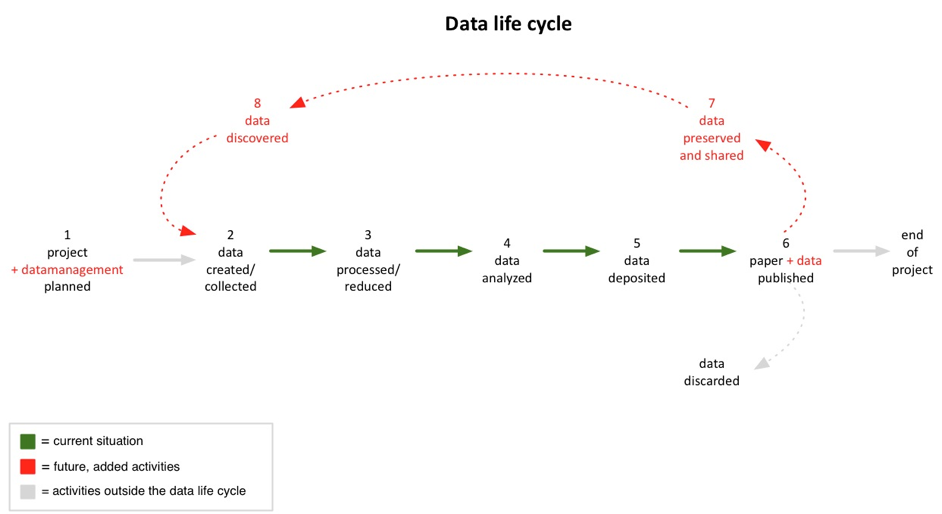 Data life cycle
8
data
discovered
7
data
preserved
and shared
1
project
+ datamanagement
planned
2
data
created/
collected
3
data
processed/
reduced
4
data
analyzed
5
data
deposited
6
paper + data
published
end
of
project
data
discarded
= current situation
= future, added activities
= activities outside the data life cycle